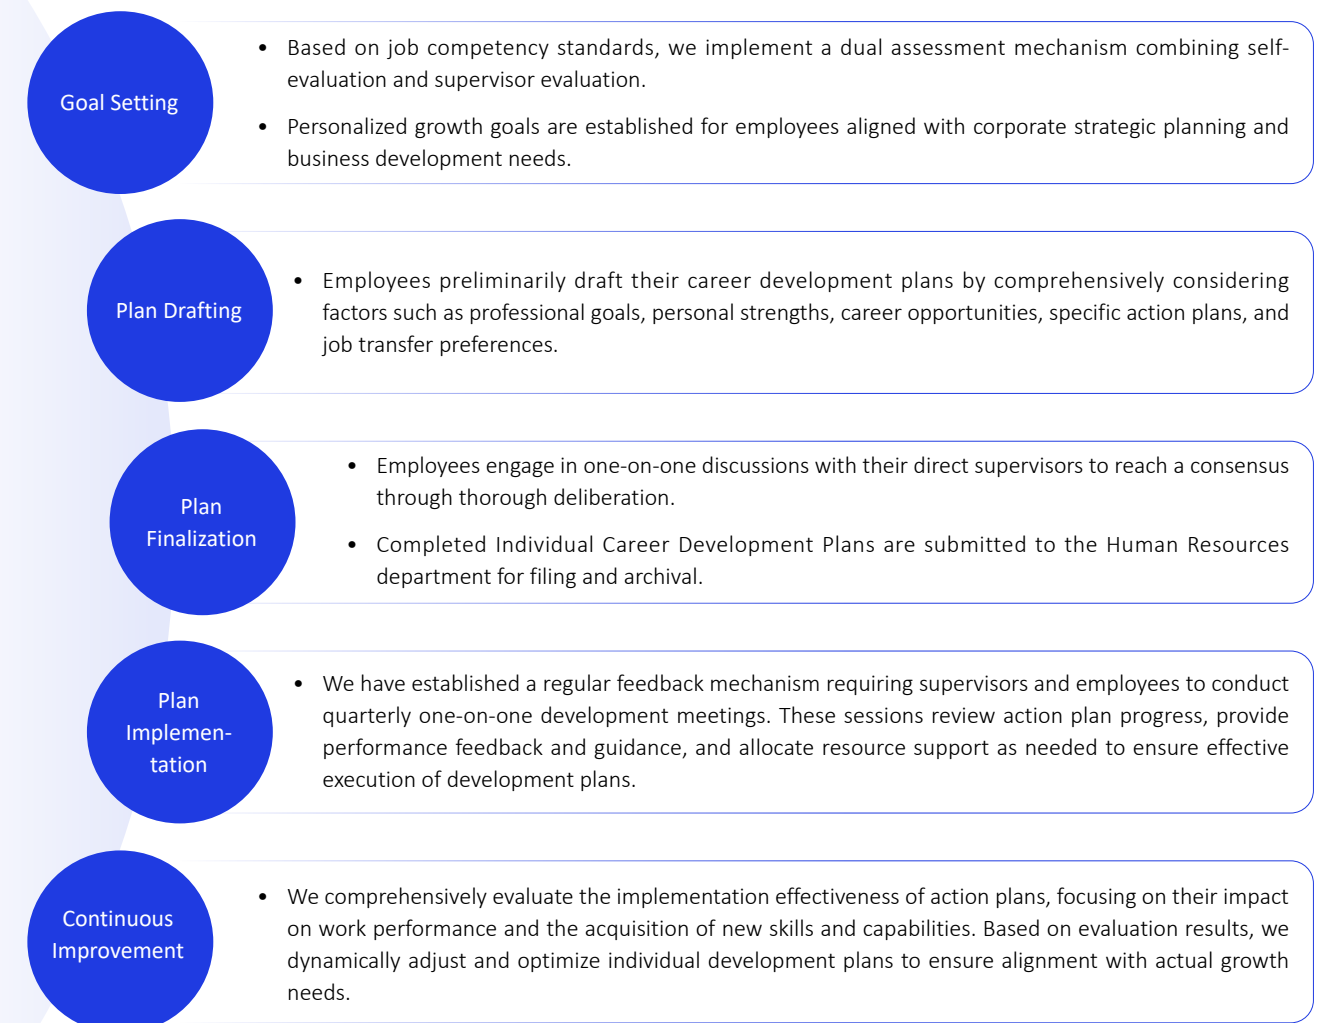 Goal Setting
• Based on job competency standards, we implement a dual assessment mechanism combining self-
evaluation and supervisor evaluation.
• Personalized growth goals are established for employees aligned with corporate strategic planning and
business development needs.
Plan Drafting
• Employees preliminarily draft their career development plans by comprehensively considering
factors such as professional goals, personal strengths, career opportunities, specific action plans, and
job transfer preferences.
Plan
Finalization
• Employees engage in one-on-one discussions with their direct supervisors to reach a consensus
through thorough deliberation.
• Completed Individual Career Development Plans are submitted to the Human Resources
department for filing and archival.
Plan
Implemen-
tation
• We have established a regular feedback mechanism requiring supervisors and employees to conduct
quarterly one-on-one development meetings. These sessions review action plan progress, provide
performance feedback and guidance, and allocate resource support as needed to ensure effective
execution of development plans.
Continuous
Improvement
• We comprehensively evaluate the implementation effectiveness of action plans, focusing on their impact
on work performance and the acquisition of new skills and capabilities. Based on evaluation results, we
dynamically adjust and optimize individual development plans to ensure alignment with actual growth
needs.